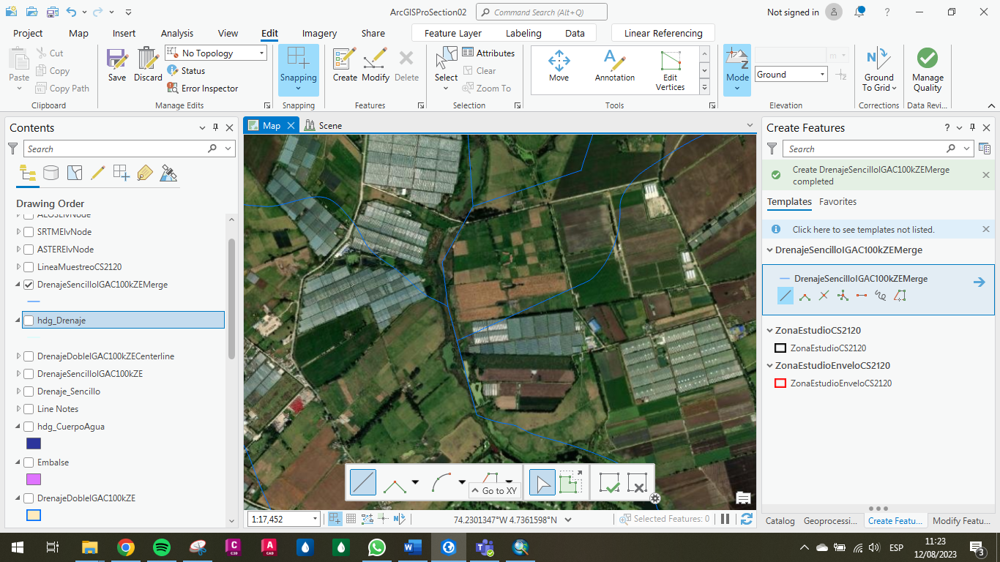 ArcGISProSection02
Command Search (Alt+Q)
Not signed in
?
Project
Map
Insert
Analysis
View
Edit
Imagery
Share
Feature Layer
Labeling
Data
Linear Referencing
Paste
Cut
Copy
Copy Path
Clipboard
Save
Discard
No Topology
Status
Error Inspector
Manage Edits
Snapping
Snapping
Create
Modify
Delete
Features
Select
Attributes
Clear
Zoom To
Selection
Move
Annotation
Edit
Vertices
Tools
Mode
m
Ground
Elevation
Ground
To Grid
Corrections
Manage
Quality
Data Revi...
Contents
Search
Drawing Order
ALOSElvNode
SRTMElvNode
ASTERElvNode
LineaMuestreoCS2120
DrenajeSencilloIGAC100kZEMerge
hdg_Drenaje
DrenajeDobleIGAC100kZECenterline
DrenajeSencilloIGAC100kZE
Drenaje_Sencillo
Line Notes
hdg_CuerpoAgua
Embalse
DrenajeDobleIGAC100kZE
Map
Scene
Go to XY
1:17,452
74.2301347°W 4.7361598°N
Selected Features: 0
Create Features
?
Search
Create DrenajeSencilloIGAC100kZEMerge
completed
Templates
Favorites
Click here to see templates not listed.
DrenajeSencilloIGAC100kZEMerge
DrenajeSencilloIGAC100kZEMerge
ZonaEstudioCS2120
ZonaEstudioCS2120
ZonaEstudioEnveloCS2120
ZonaEstudioEnveloCS2120
Catalog
Geoprocessi...
Create Featu...
Modify Featu...
C
C3D
A
CAD
W
T
ESP
11:23
12/08/2023
3